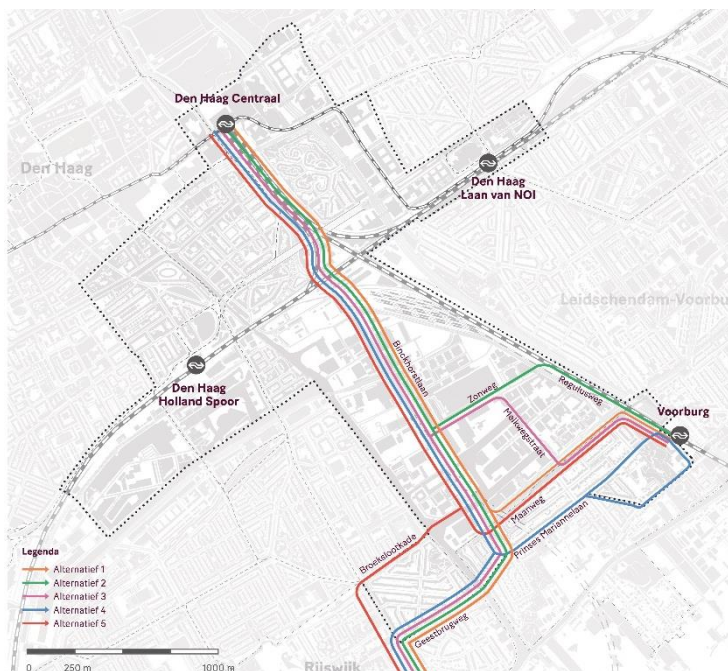 Den Haag Centraal
Den Haag
Den Haag
Laan van NOI
Leidschendam-Voorbu
Binckhorstlaan
Den Haag
Holland Spoor
Zonweg
Regulusweg
Melkwegstraat
Voorburg
Maanweg
Prinses Mariannelaan
Broekslootkade
Geestbrugweg
Rijswijk
Legenda
Alternatief 1
Alternatief 2
Alternatief 3
Alternatief 4
Alternatief 5
0 250 m 1000 m